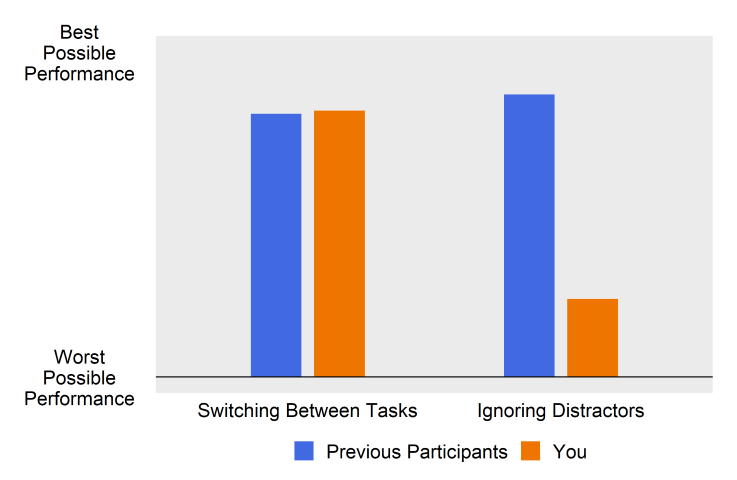 Best
Possible
Performance
Worst
Possible
Performance
Switching Between Tasks
Ignoring Distractors
Previous Participants
You